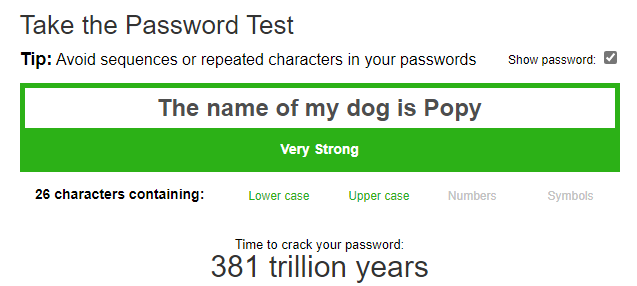 Take the Password Test
Tip: Avoid sequences or repeated characters in your passwords Show password:
The name of my dog is Popy
Very Strong
26 characters containing: Lower case Upper case Numbers Symbols
Time to crack your password:
381 trillion years